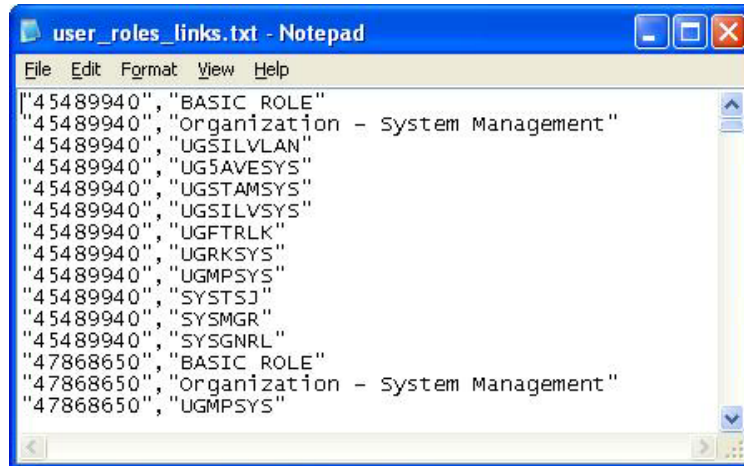 user_roles_links.txt - Notepad
File Edit Format View Help
"45489940","BASIC ROLE"
"45489940","Organization - System Management"
"45489940","UGSILVLAN"
"45489940","UG5AVESYS"
"45489940","UGSTAMSYS"
"45489940","UGSILVSYS"
"45489940","UGFTRLK"
"45489940","UGRKSYS"
"45489940","UGMPSYS"
"45489940","SYSTSJ"
"45489940","SYSMGR"
"45489940","SYSGNRL"
"47868650","BASIC ROLE"
"47868650","Organization - System Management"
"47868650","UGMPSYS"